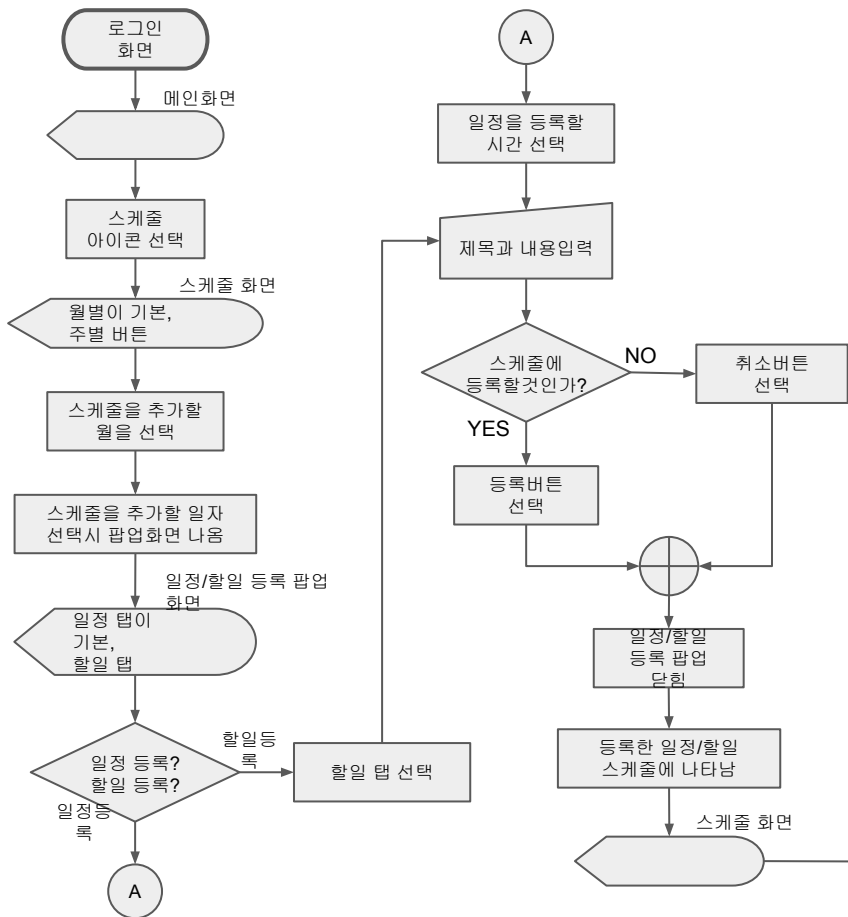 로그인
화면
메인화면
스케줄
아이콘 선택
스케줄 화면
월별이 기본,
주별 버튼
스케줄을 추가할
월을 선택
스케줄을 추가할 일자
선택시 팝업화면 나옴
일정/할일 등록 팝업
화면
일정 탭이
기본,
할일 탭
일정 등록?
할일 등록?
할일등
록
할일 탭 선택
일정등
록
A
A
일정을 등록할
시간 선택
제목과 내용입력
스케줄에
등록할것인가?
NO
취소버튼
선택
YES
등록버튼
선택
일정/할일
등록 팝업
닫힘
등록한 일정/할일
스케줄에 나타남
스케줄 화면